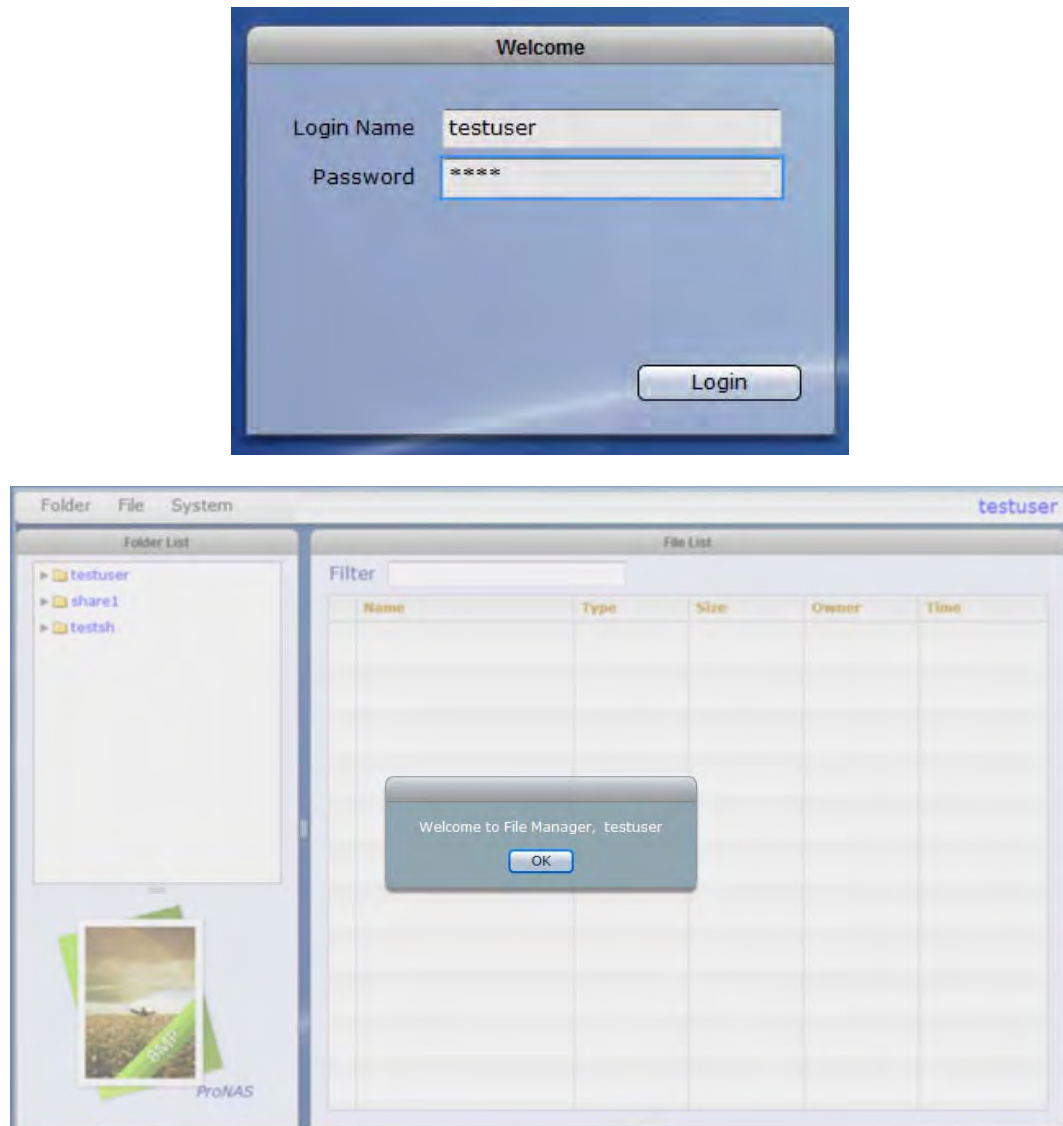 Welcome
Login Name testuser
Password ****
Login
Folder File System testuser
Folder List
File List
testuser
share1
testsh
Filter
Name Type Size Owner Time
Welcome to File Manager, testuser
OK
BMP
ProNAS